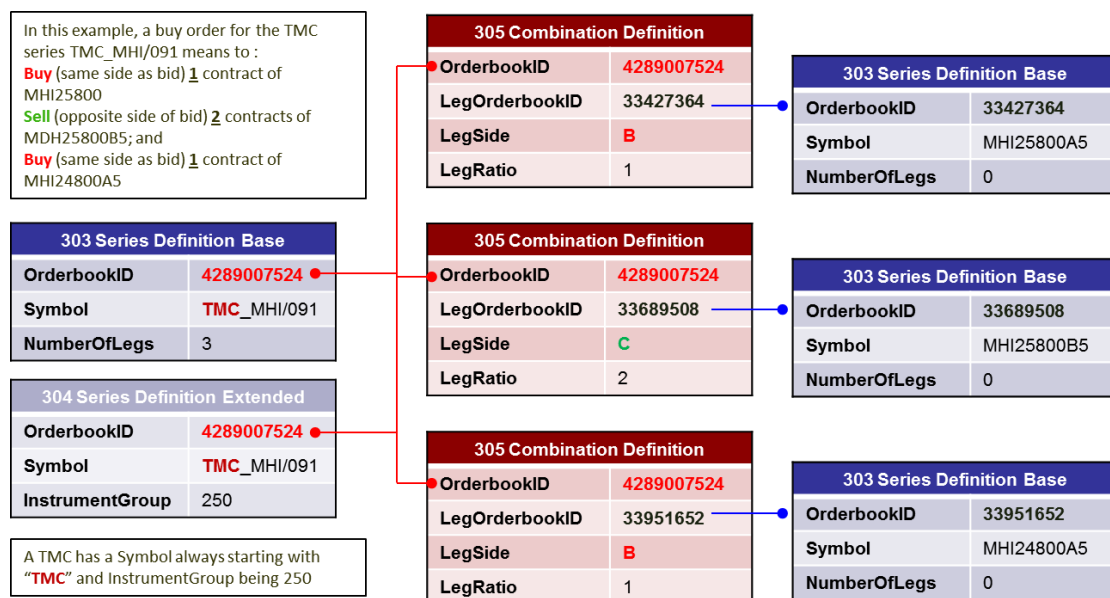 In this example, a buy order for the TMC
series TMC_MHI/091 means to :
Buy (same side as bid) 1 contract of
MHI25800
Sell (opposite side of bid) 2 contracts of
MDH25800B5; and
Buy (same side as bid) 1 contract of
MHI24800A5
303 Series Definition Base
OrderbookID 4289007524
Symbol TMC_MHI/091
NumberOfLegs 3
304 Series Definition Extended
OrderbookID 4289007524
Symbol TMC_MHI/091
InstrumentGroup 250
A TMC has a Symbol always starting with
“TMC” and InstrumentGroup being 250
305 Combination Definition
OrderbookID 4289007524
LegOrderbookID 33427364
LegSide B
LegRatio 1
305 Combination Definition
OrderbookID 4289007524
LegOrderbookID 33689508
LegSide C
LegRatio 2
305 Combination Definition
OrderbookID 4289007524
LegOrderbookID 33951652
LegSide B
LegRatio 1
303 Series Definition Base
OrderbookID 33427364
Symbol MHI25800A5
NumberOfLegs 0
303 Series Definition Base
OrderbookID 33689508
Symbol MHI25800B5
NumberOfLegs 0
303 Series Definition Base
OrderbookID 33951652
Symbol MHI24800A5
NumberOfLegs 0